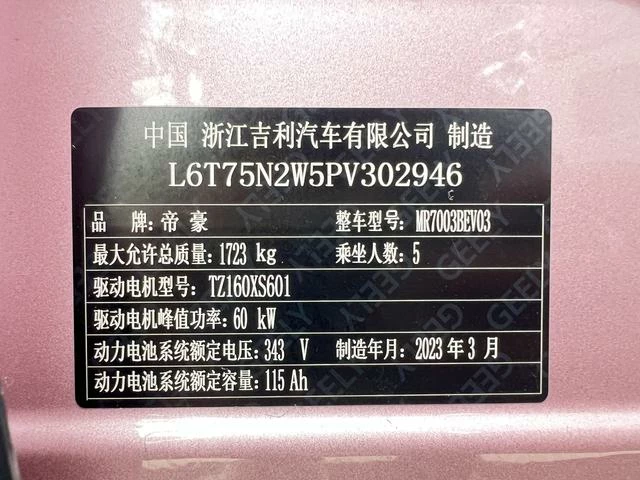 中国 浙江吉利汽车有限公司 制造
L6T75N2W5PV302946
品 牌:帝 豪 整车型号:MR7003BEV03
最大允许总质量:1723 kg 乘坐人数:5
驱动电机型号:TZ160XS601
驱动电机峰值功率:60 kW
动力电池系统额定电压:343 V 制造年月:2023 年 3 月
动力电池系统额定容量:115 Ah